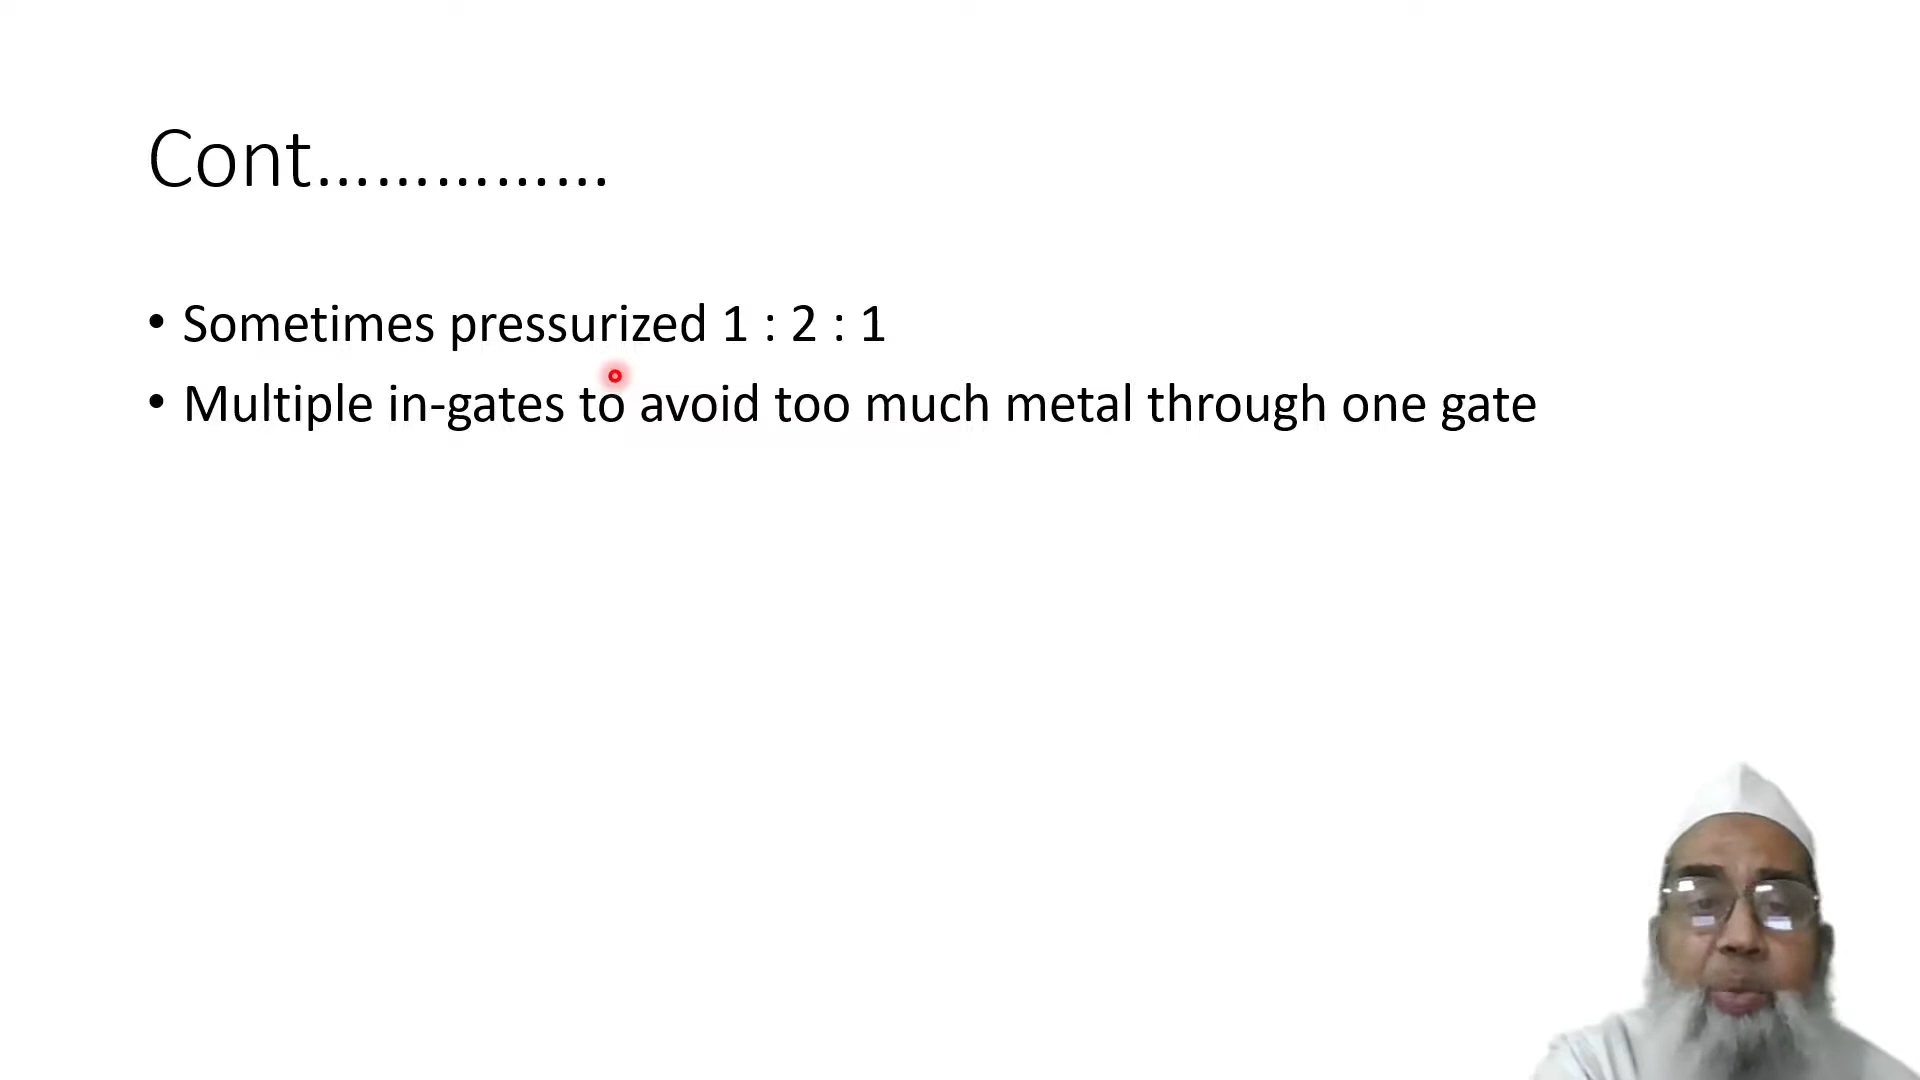 Cont……………
• Sometimes pressurized 1 : 2 : 1
• Multiple in-gates to avoid too much metal through one gate